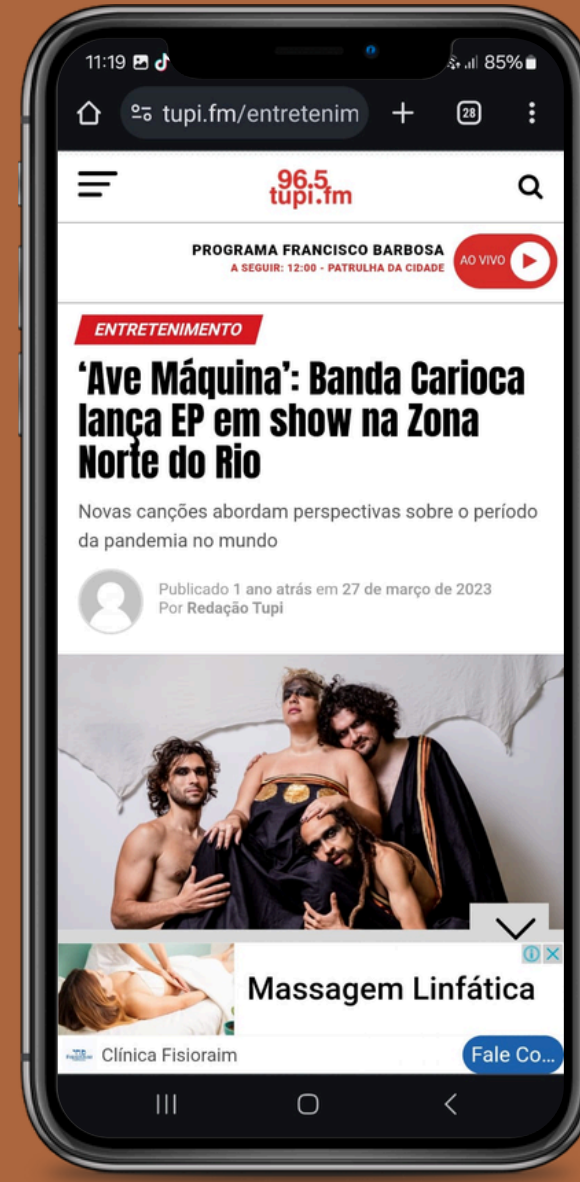 11:19
85%
tupi.fm/entretenim
28
96.5
tupi.fm
PROGRAMA FRANCISCO BARBOSA
A SEGUIR: 12:00 - PATRULHA DA CIDADE
AO VIVO
ENTRETENIMENTO
‘Ave Máquina’: Banda Carioca
lança EP em show na Zona
Norte do Rio
Novas canções abordam perspectivas sobre o período
da pandemia no mundo
Publicado 1 ano atrás em 27 de março de 2023
Por Redação Tupi
Massagem Linfática
Clínica Fisioraim
Fale Co...